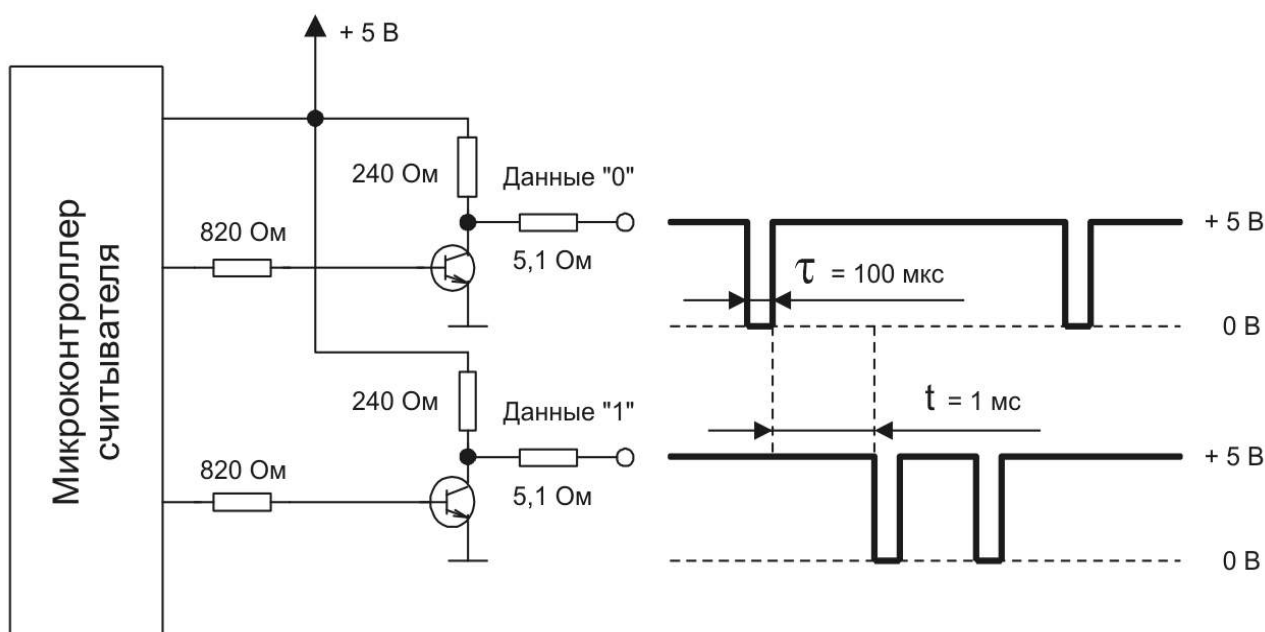 + 5 В
240 Ом
Данные "0"
820 Ом
5,1 Ом
+ 5 В
τ = 100 мкс
0 В
Микроконтроллер
считывателя
240 Ом
Данные "1"
t = 1 мс
820 Ом
5,1 Ом
+ 5 В
0 В